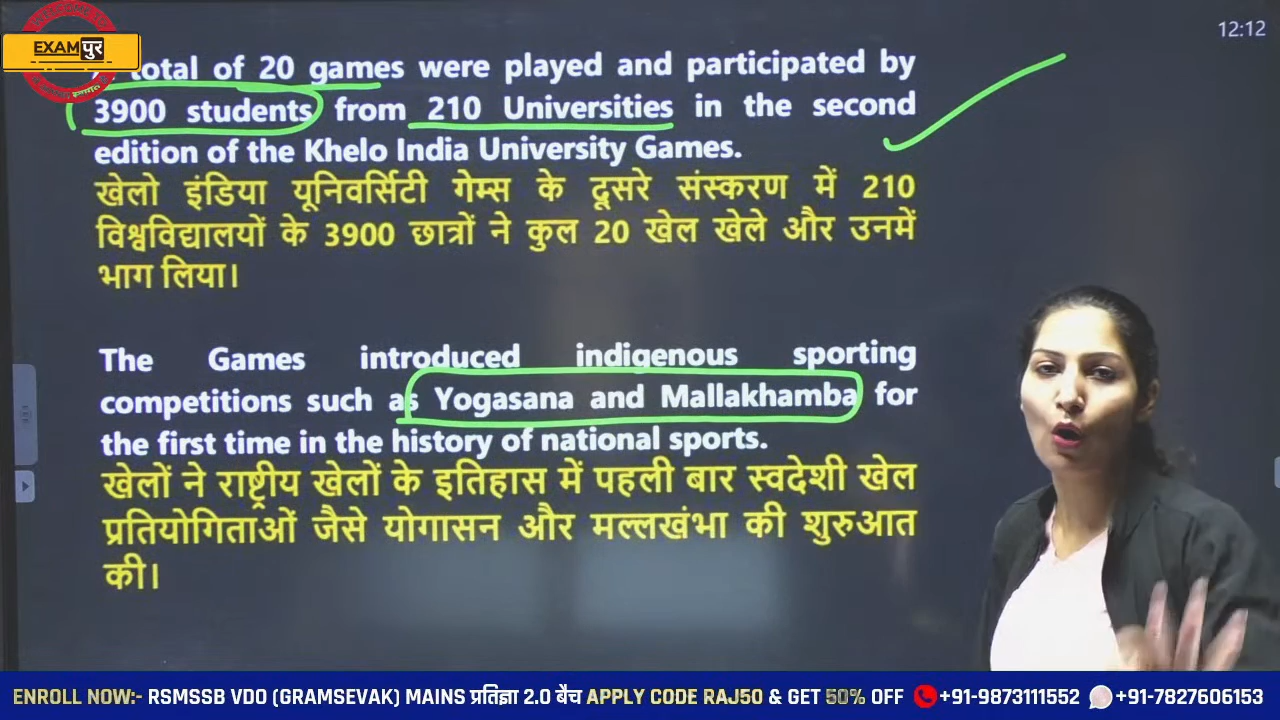 12:12
EXAMपुर
total of 20 games were played and participated by
3900 students from 210 Universities in the second
edition of the Khelo India University Games.
खेलो इंडिया यूनिवर्सिटी गेम्स के दूसरे संस्करण में 210
विश्वविद्यालयों के 3900 छात्रों ने कुल 20 खेल खेले और उनमें
भाग लिया।
The Games introduced indigenous sporting
competitions such as Yogasana and Mallakhamba for
the first time in the history of national sports.
खेलों ने राष्ट्रीय खेलों के इतिहास में पहली बार स्वदेशी खेल
प्रतियोगिताओं जैसे योगासन और मल्लखंभा की शुरुआत
की।
ENROLL NOW:- RSMSSB VDO (GRAMSEVAK) MAINS प्रतिज्ञा 2.0 बैच APPLY CODE RAJ50 & GET 50% OFF +91-9873111552 +91-7827606153